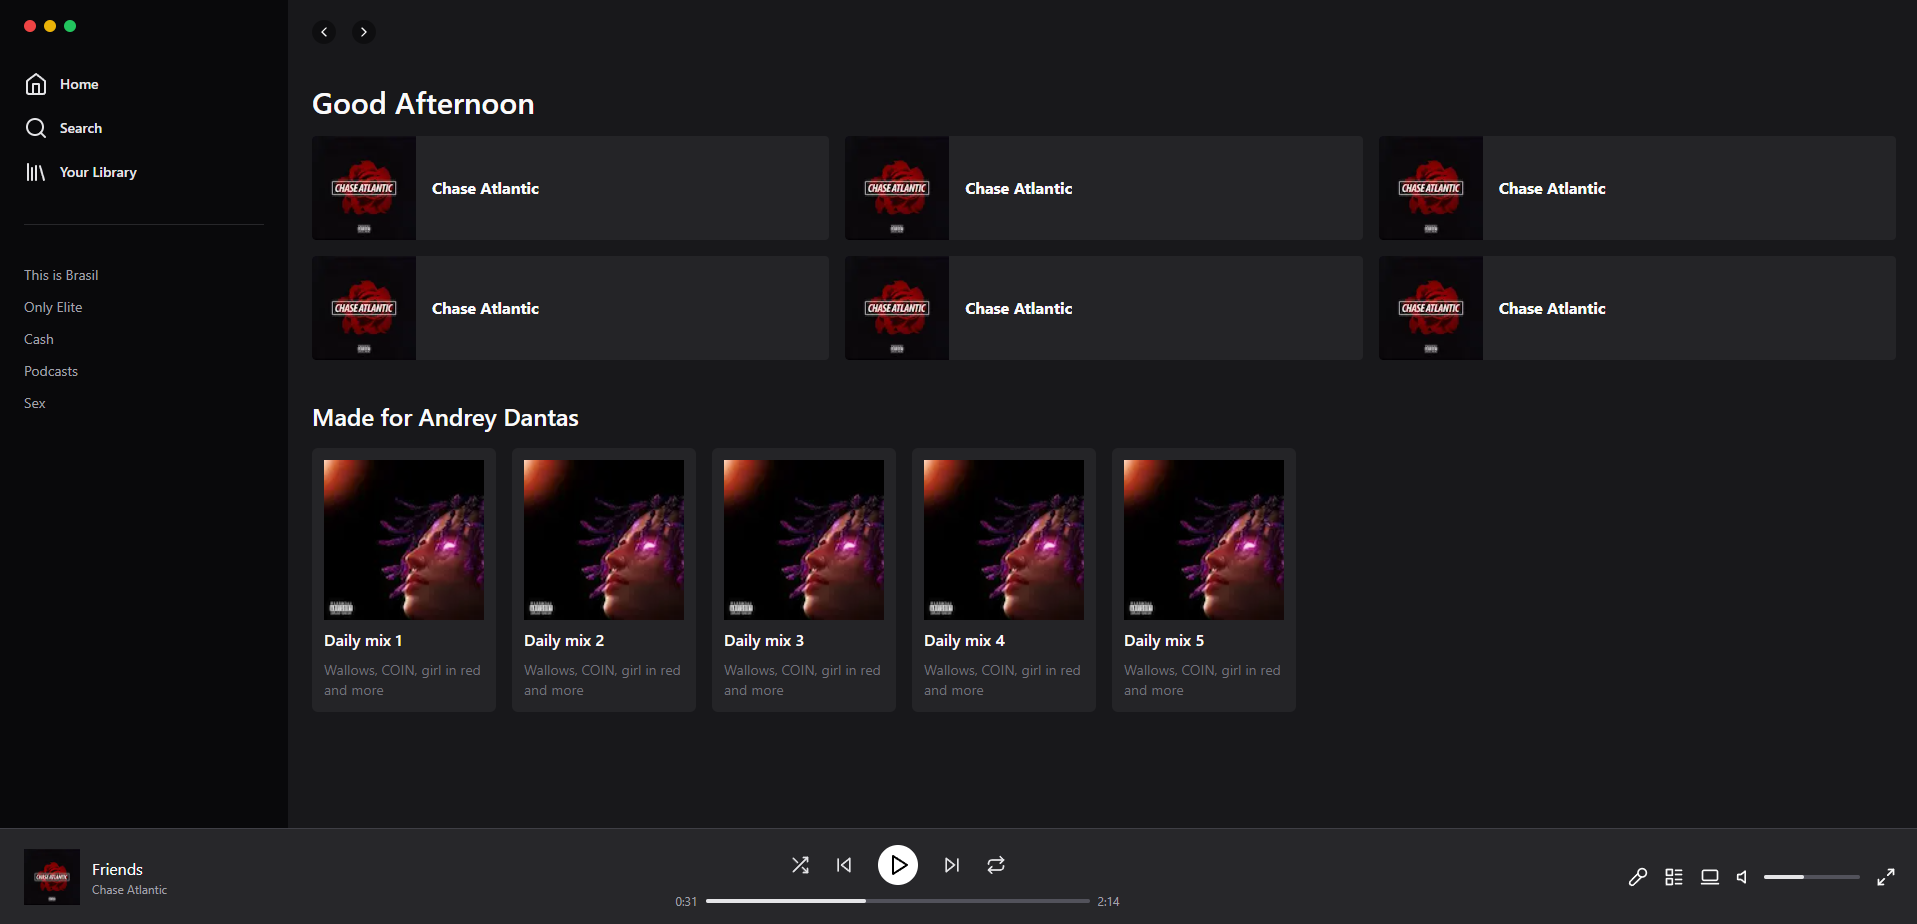 Home
Search
Your Library
This is Brasil
Only Elite
Cash
Podcasts
Sex
Good Afternoon
CHASE ATLANTIC
Chase Atlantic
CHASE ATLANTIC
Chase Atlantic
CHASE ATLANTIC
Chase Atlantic
CHASE ATLANTIC
Chase Atlantic
CHASE ATLANTIC
Chase Atlantic
CHASE ATLANTIC
Chase Atlantic
Made for Andrey Dantas
Daily mix 1
Wallows, COIN, girl in red
and more
Daily mix 2
Wallows, COIN, girl in red
and more
Daily mix 3
Wallows, COIN, girl in red
and more
Daily mix 4
Wallows, COIN, girl in red
and more
Daily mix 5
Wallows, COIN, girl in red
and more
CHASE ATLANTIC
Friends
Chase Atlantic
0:31
2:14